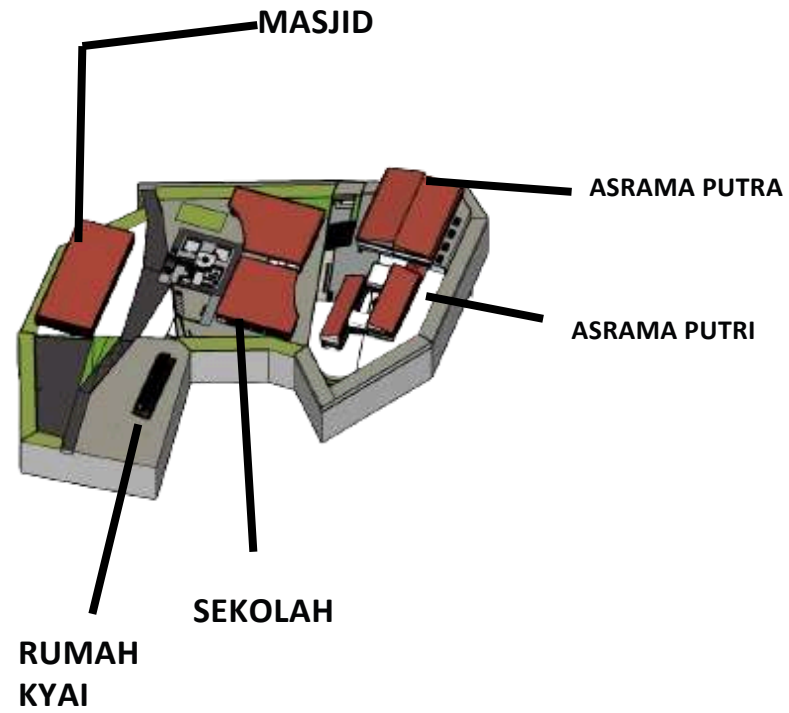 MASJID
ASRAMA PUTRA
ASRAMA PUTRI
SEKOLAH
RUMAH
KYAI